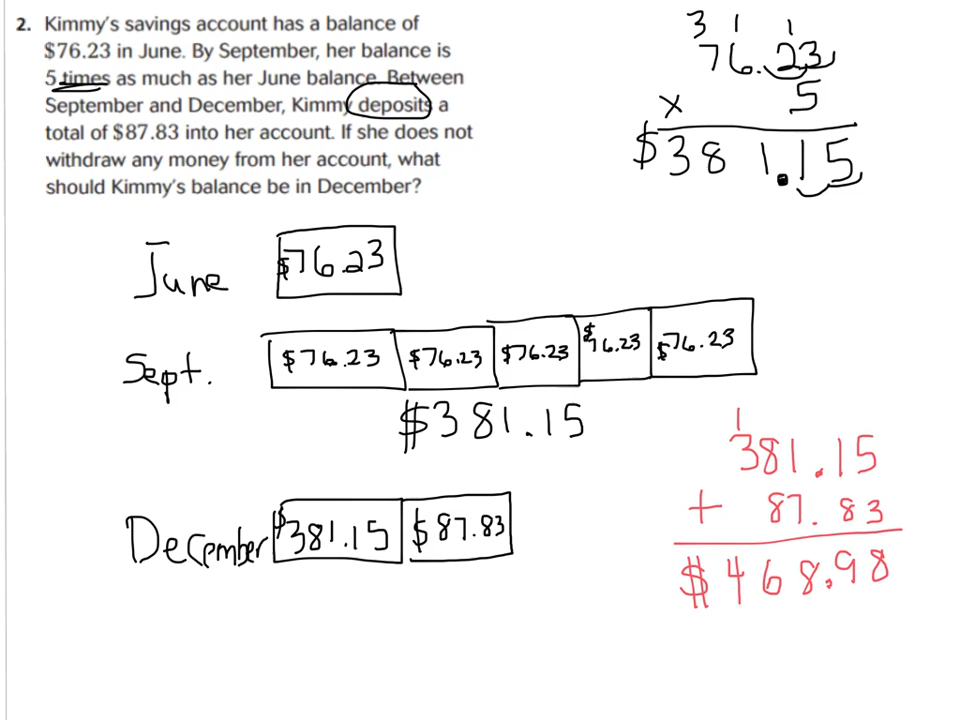 2. Kimmy's savings account has a balance of
$76.23 in June. By September, her balance is
5 times as much as her June balance. Between
September and December, Kimmy deposits a
total of $87.83 into her account. If she does not
withdraw any money from her account, what
should Kimmy's balance be in December?
3 1 1
76.23
x 5
$381.15
June $76.23
Sept. $76.23 $76.23 $76.23 $76.23 $76.23
$381.15
1
381.15
+ 87.83
$468.98
December $381.15 $87.83